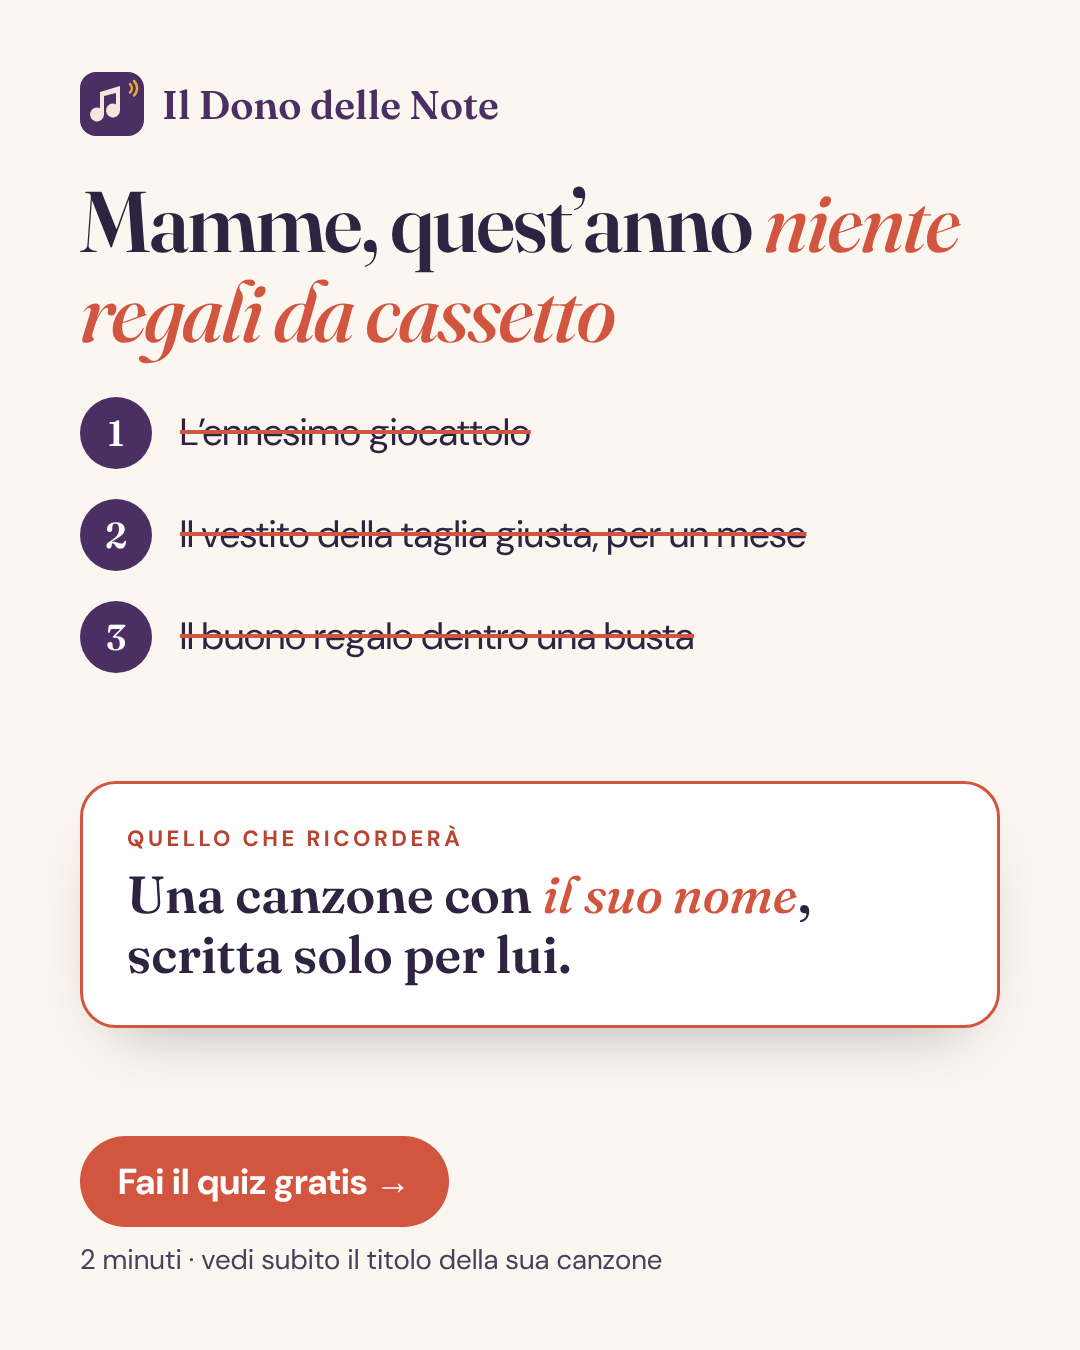 Il Dono delle Note
Mamme, quest’anno niente
regali da cassetto
1 L’ennesimo giocattolo
2 Il vestito della taglia giusta, per un mese
3 Il buono regalo dentro una busta
QUELLO CHE RICORDERÀ
Una canzone con il suo nome,
scritta solo per lui.
Fai il quiz gratis →
2 minuti · vedi subito il titolo della sua canzone